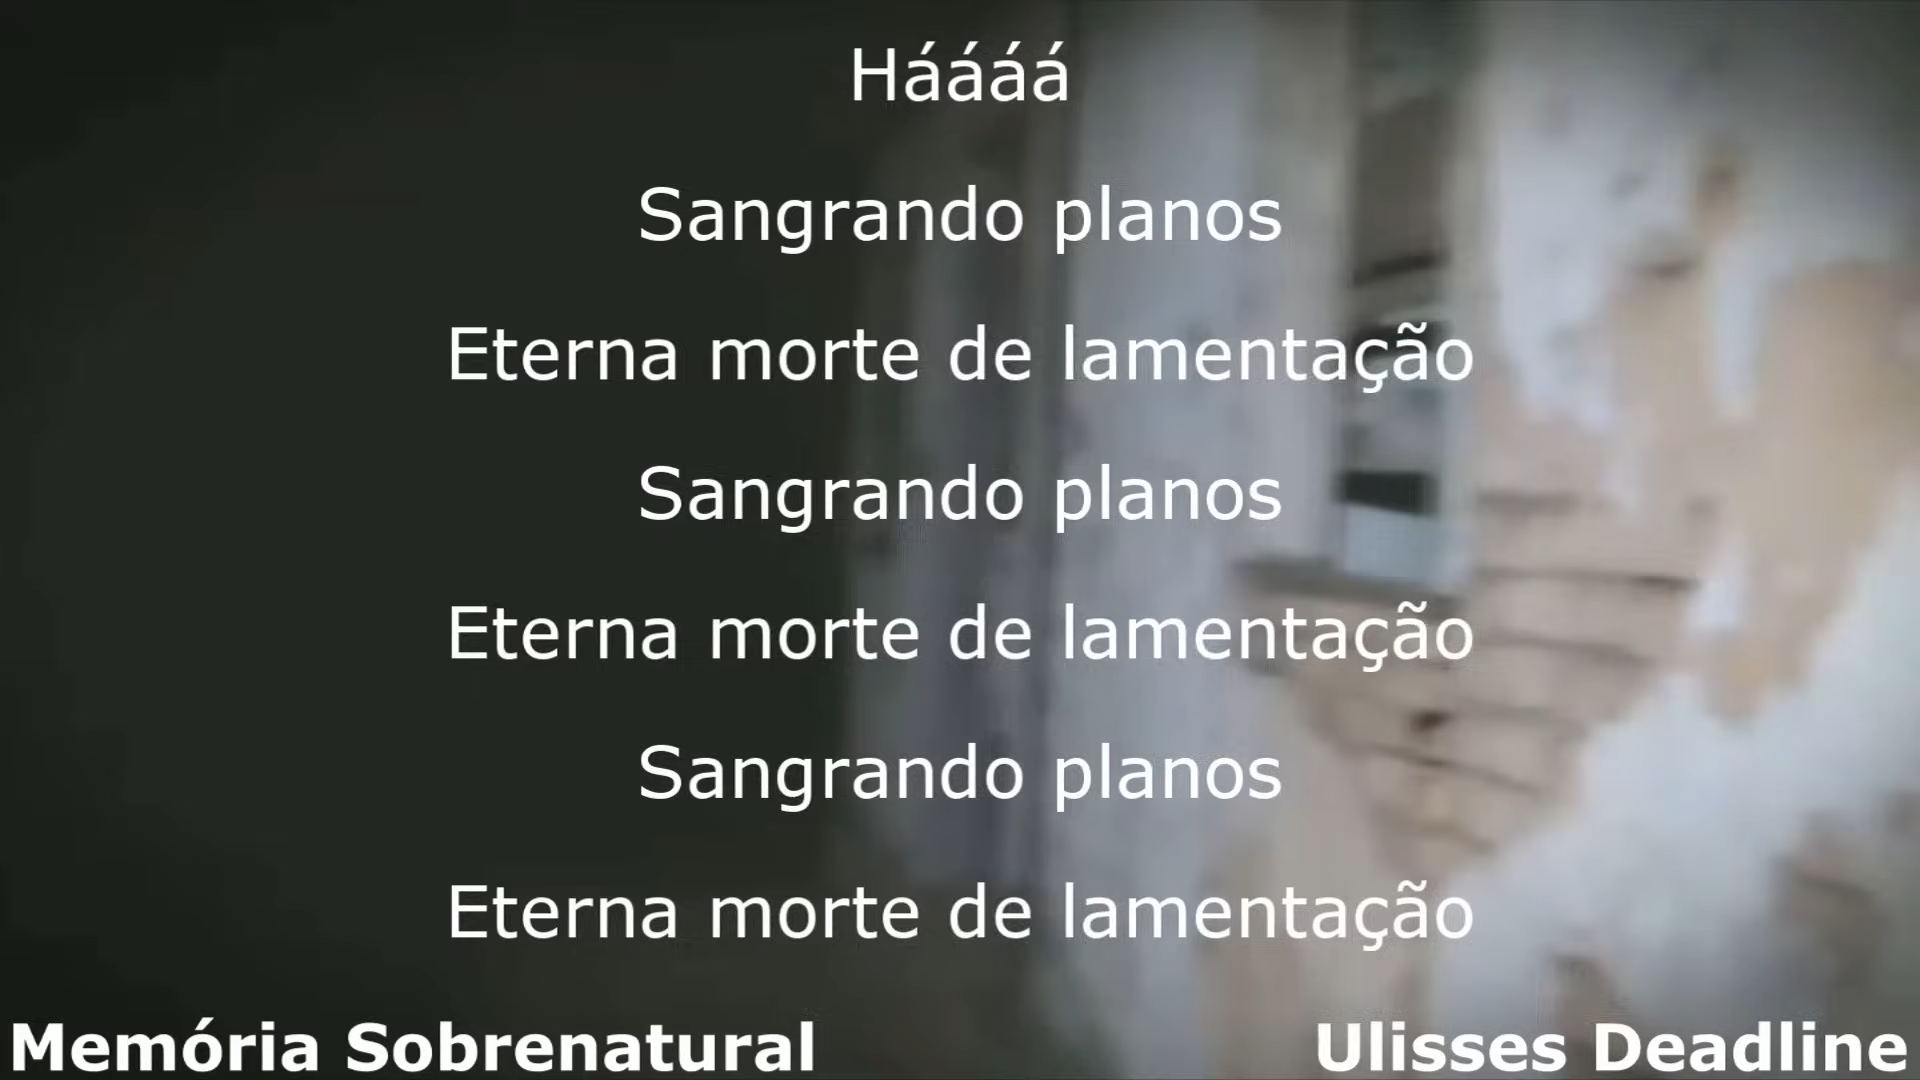 Háááá
Sangrando planos
Eterna morte de lamentação
Sangrando planos
Eterna morte de lamentação
Sangrando planos
Eterna morte de lamentação
Memória Sobrenatural
Ulisses Deadline